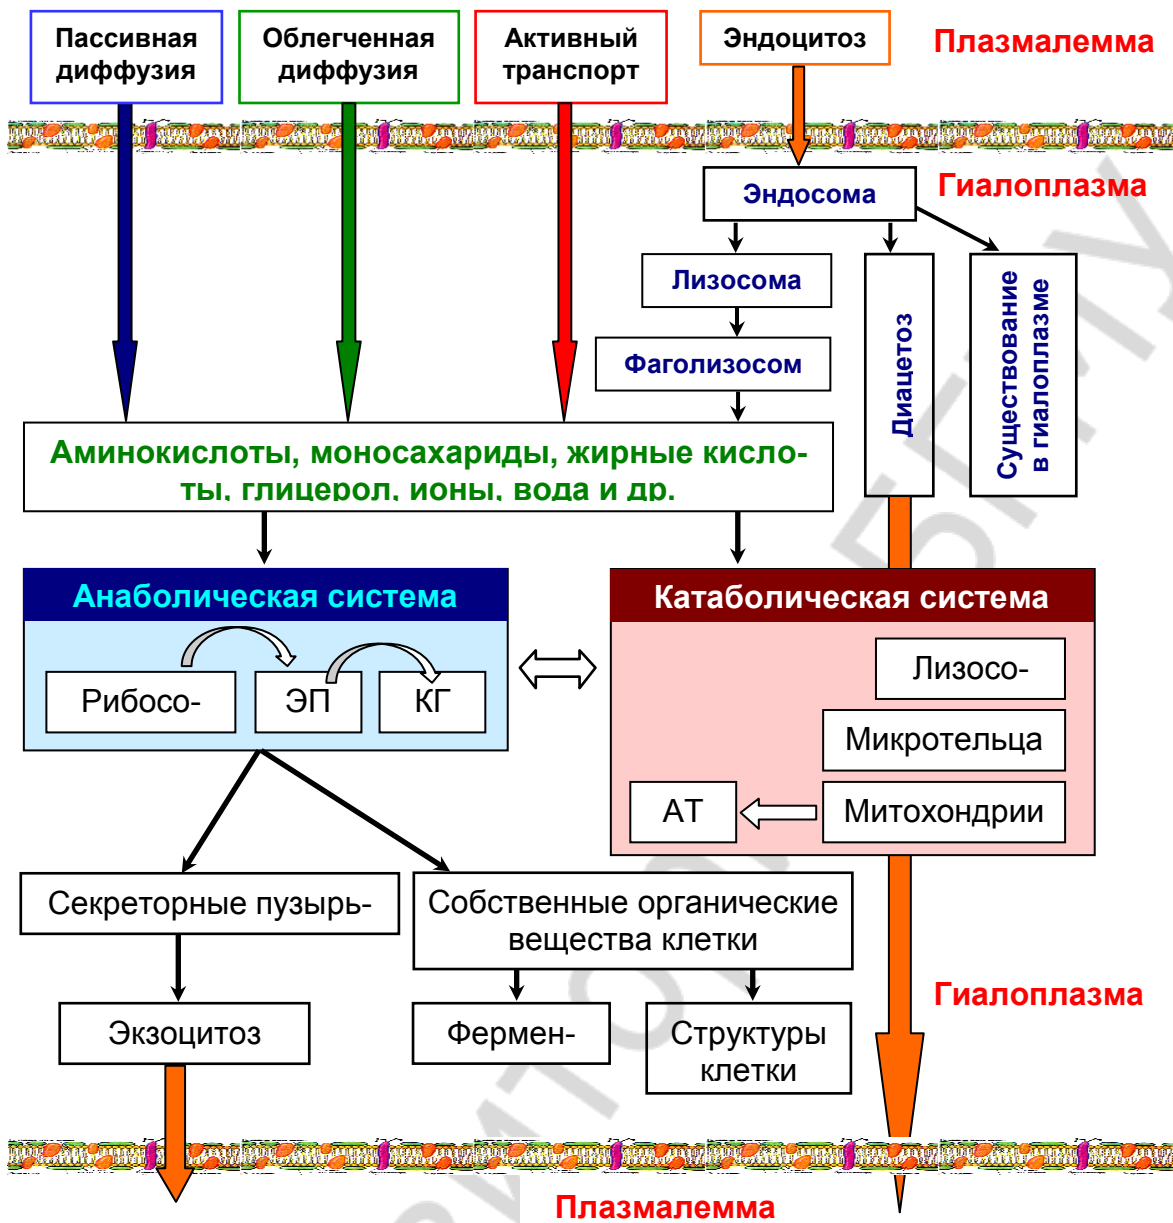 Пассивная
диффузия
Облегченная
диффузия
Активный
транспорт
Эндоцитоз
Плазмалемма
Гиалоплазма
Эндосома
Лизосома
Фаголизосом
Диацетоз
Существование
в гиалоплазме
Аминокислоты, моносахариды, жирные кисло-
ты, глицерол, ионы, вода и др.
Анаболическая система
Рибосо-
ЭП
КГ
Катаболическая система
Лизосо-
Микротельца
Митохондрии
АТ
Секреторные пузырь-
Собственные органические
вещества клетки
Экзоцитоз
Фермен-
Структуры
клетки
Гиалоплазма
Плазмалемма